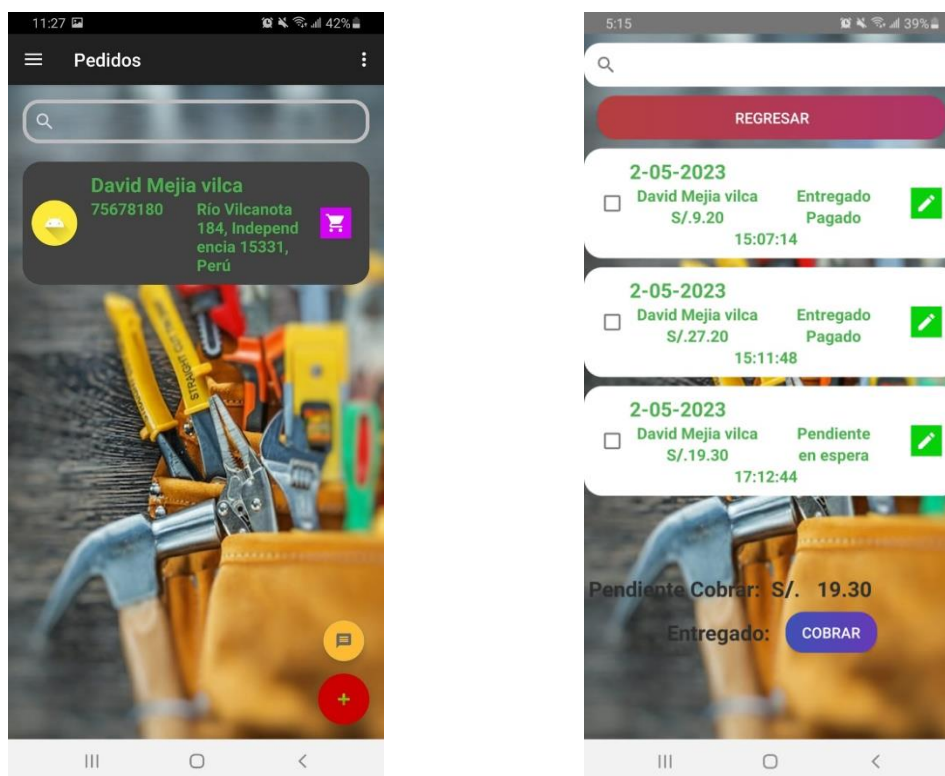 11:27 42%
Pedidos
David Mejia vilca
75678180
Río Vilcanota
184, Independ
encia 15331,
Perú
STRAIGHT CUT
+
5:15 39%
REGRESAR
2-05-2023
David Mejia vilca Entregado
S/.9.20 Pagado
15:07:14
2-05-2023
David Mejia vilca Entregado
S/.27.20 Pagado
15:11:48
2-05-2023
David Mejia vilca Pendiente
S/.19.30 en espera
17:12:44
Pendiente Cobrar: S/. 19.30
Entregado: COBRAR